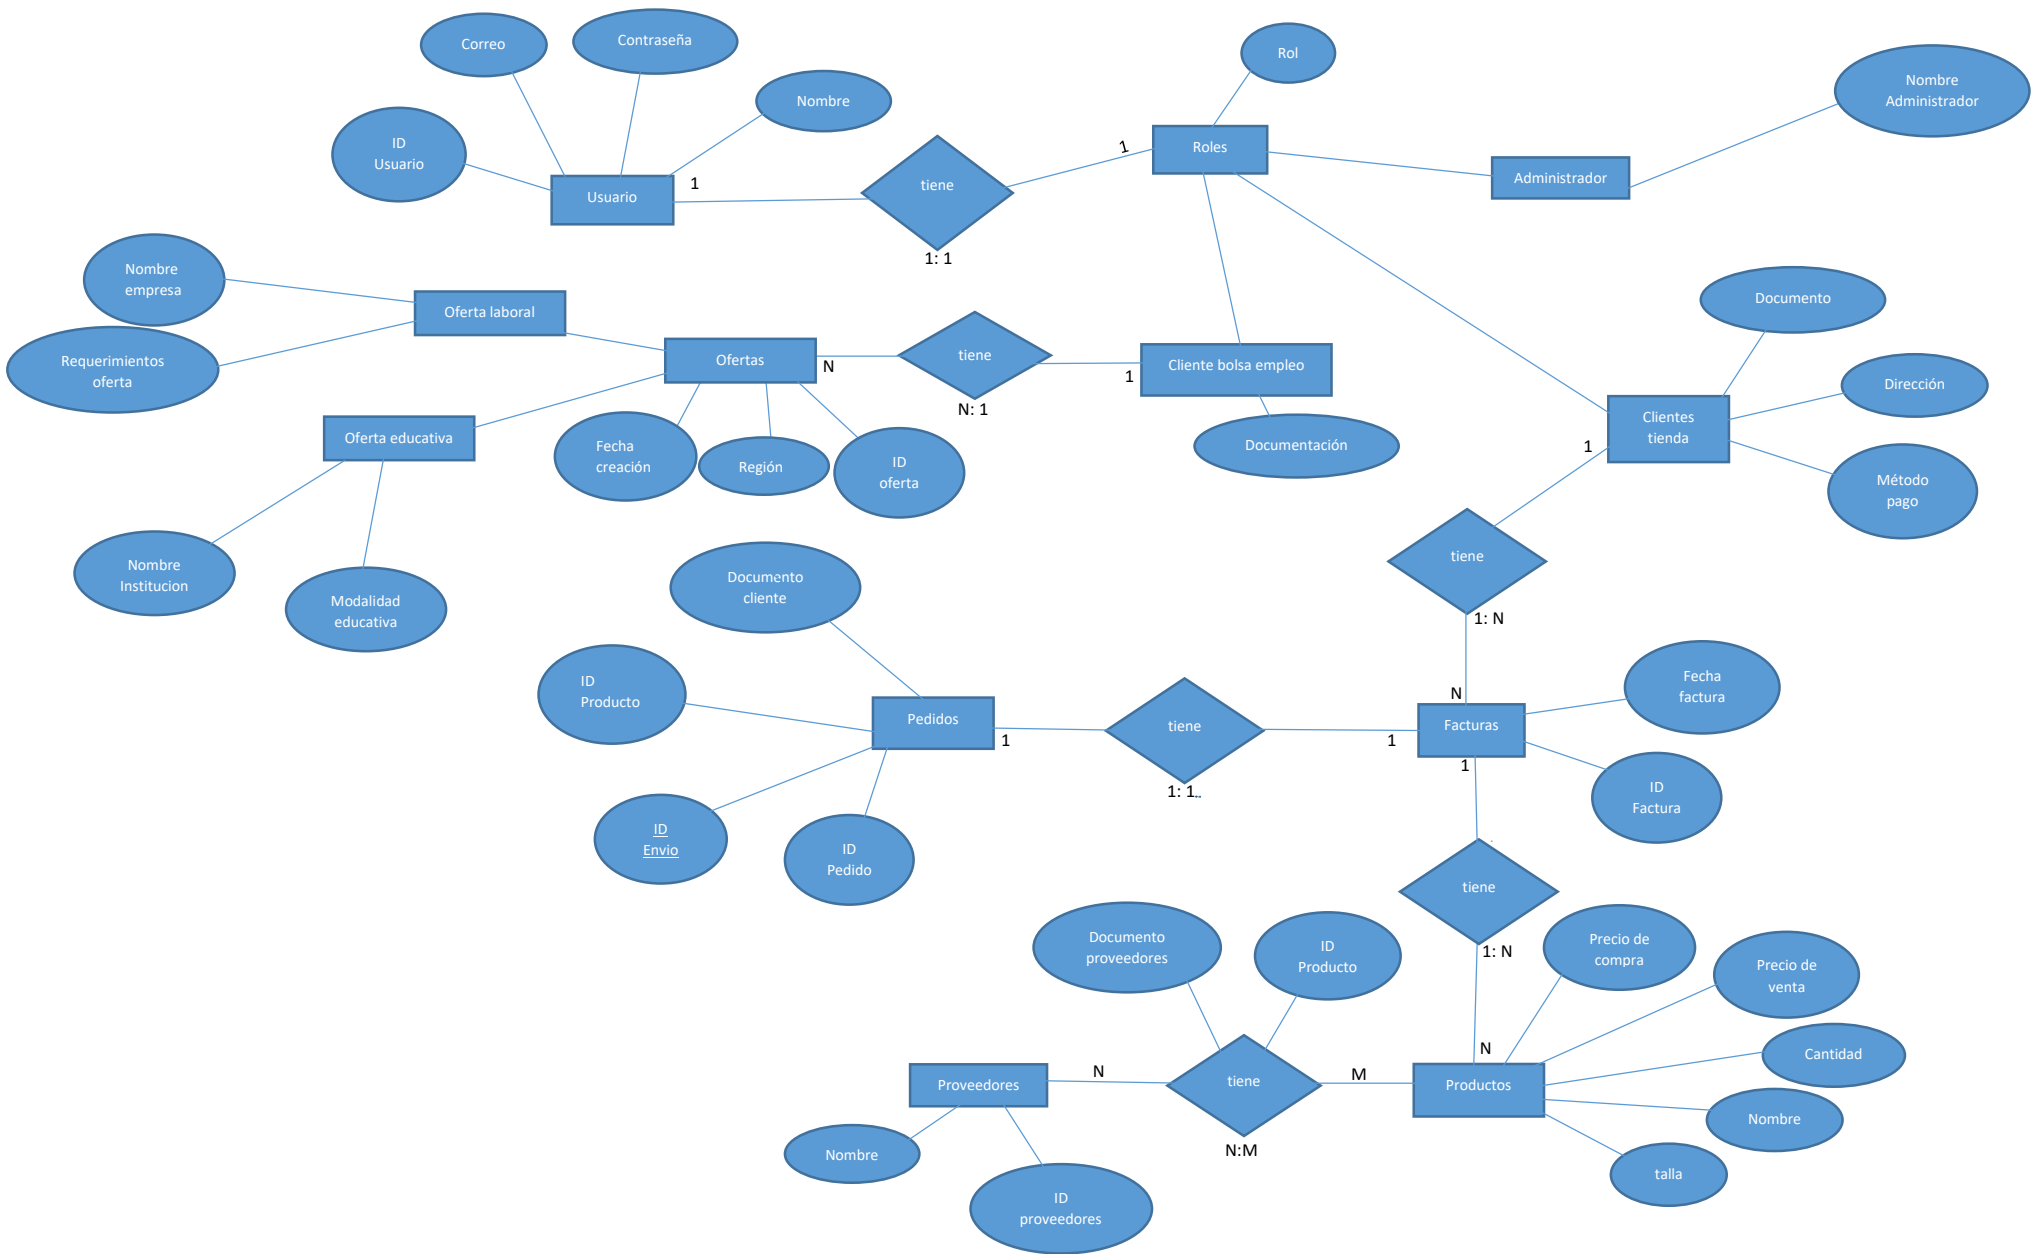 Correo
Contraseña
Nombre
ID
Usuario
Usuario
1
tiene
1: 1
1
Rol
Roles
Administrador
Nombre
Administrador
Nombre
empresa
Requerimientos
oferta
Oferta laboral
Oferta educativa
Nombre
Institucion
Modalidad
educativa
Ofertas
N
Fecha
creación
Región
ID
oferta
tiene
N: 1
1
Cliente bolsa empleo
Documentación
Documento
Dirección
Clientes
tienda
Método
pago
1
tiene
1: N
N
Documento
cliente
ID
Producto
Pedidos
1
ID
Envio
ID
Pedido
tiene
1: 1
1
Facturas
1
Fecha
factura
ID
Factura
tiene
1: N
N
Documento
proveedores
ID
Producto
Precio de
compra
Precio de
venta
Cantidad
Nombre
talla
Productos
M
tiene
N:M
N
Proveedores
Nombre
ID
proveedores